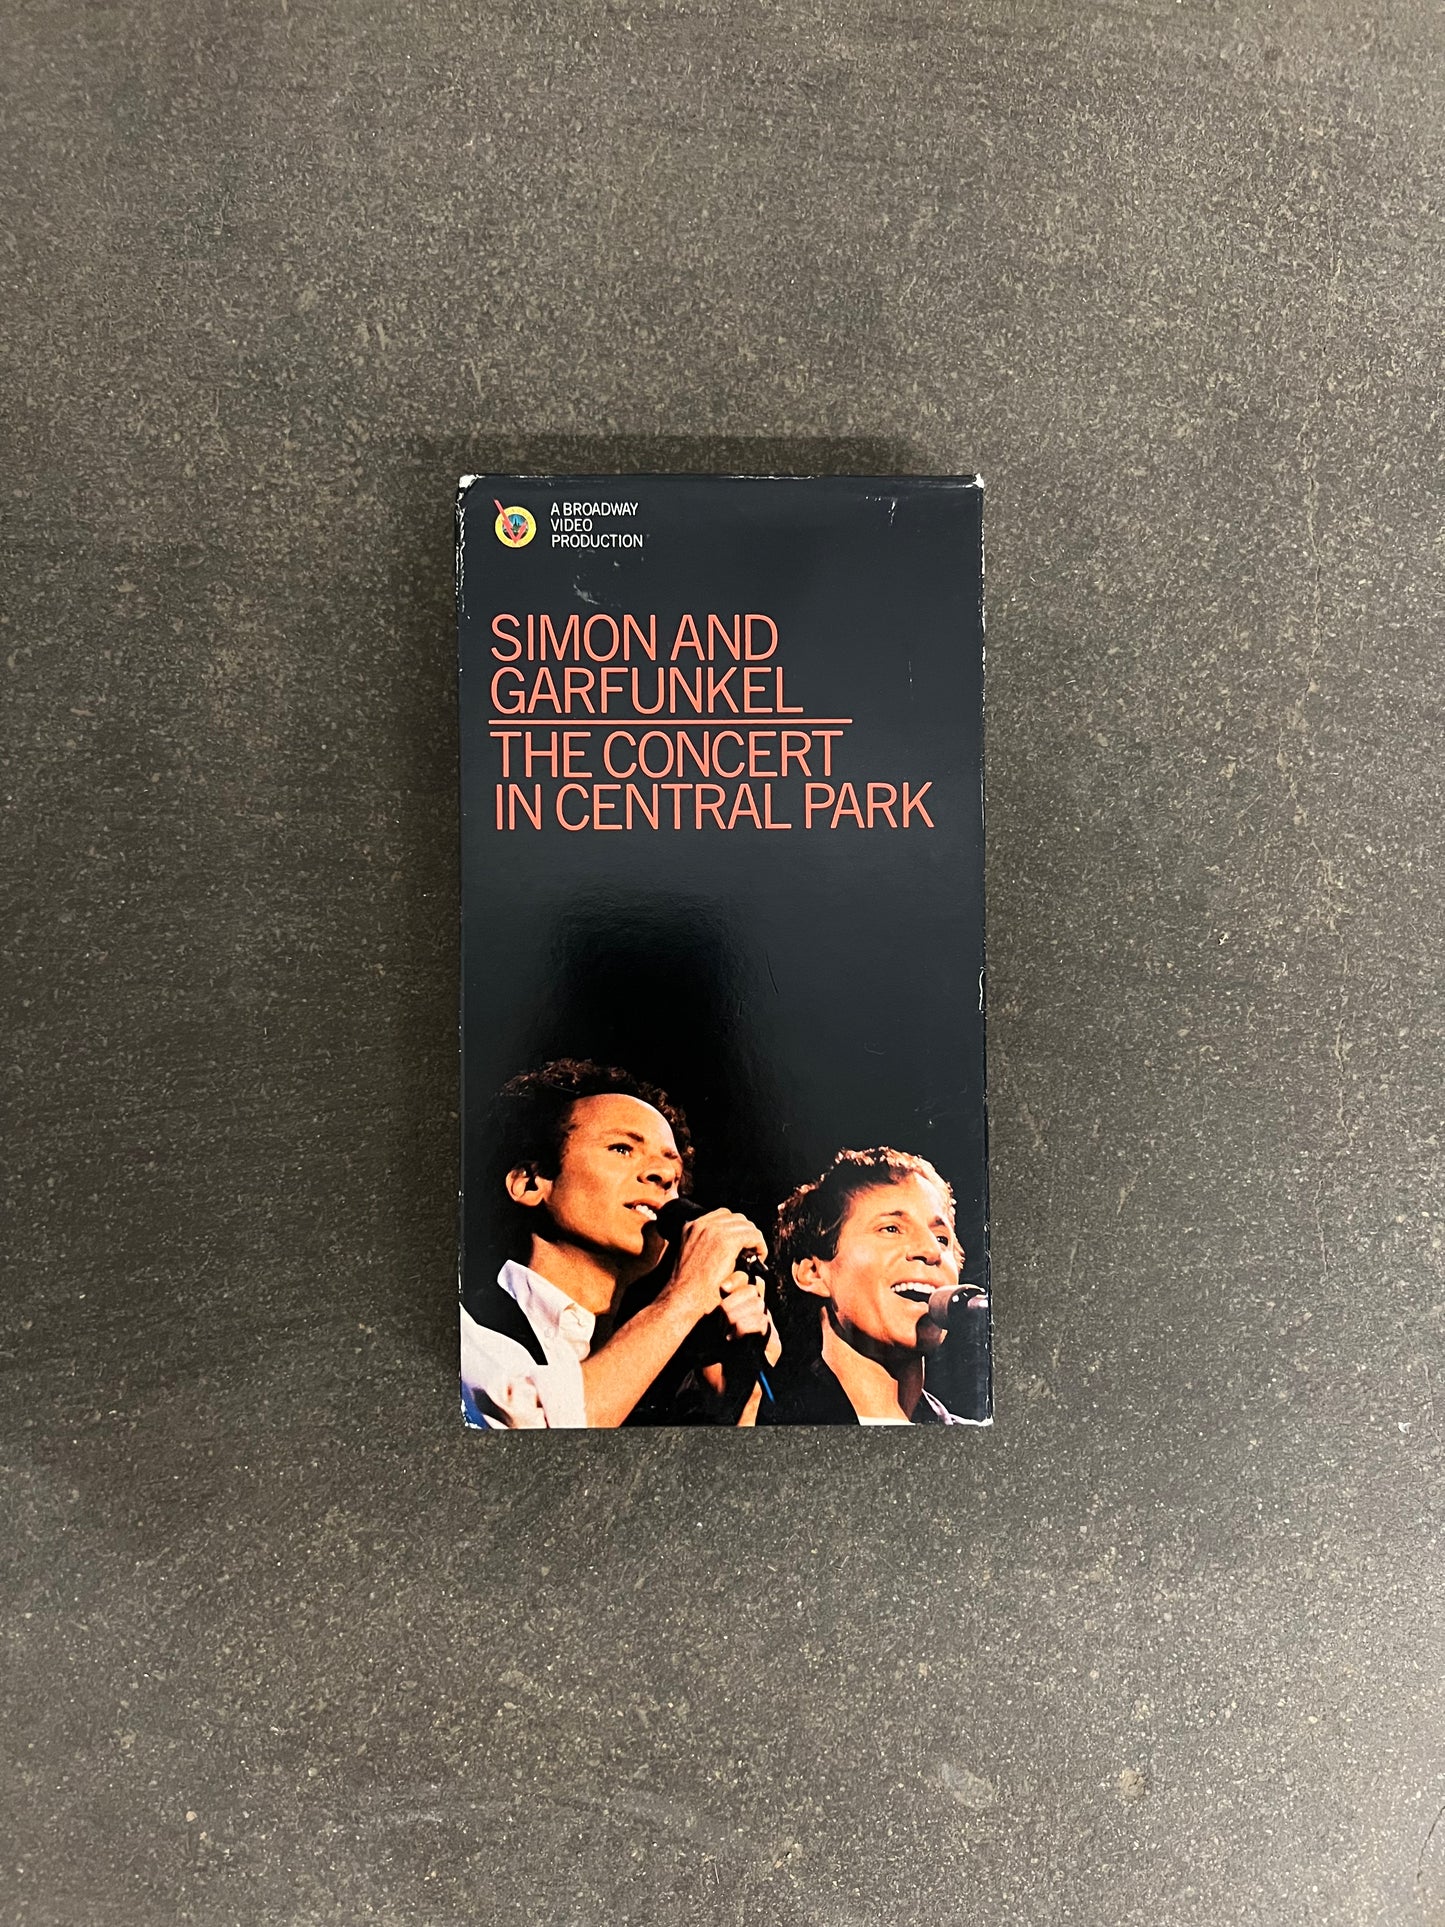 A BROADWAY
VIDEO
PRODUCTION
SIMON AND
GARFUNKEL
THE CONCERT
IN CENTRAL PARK